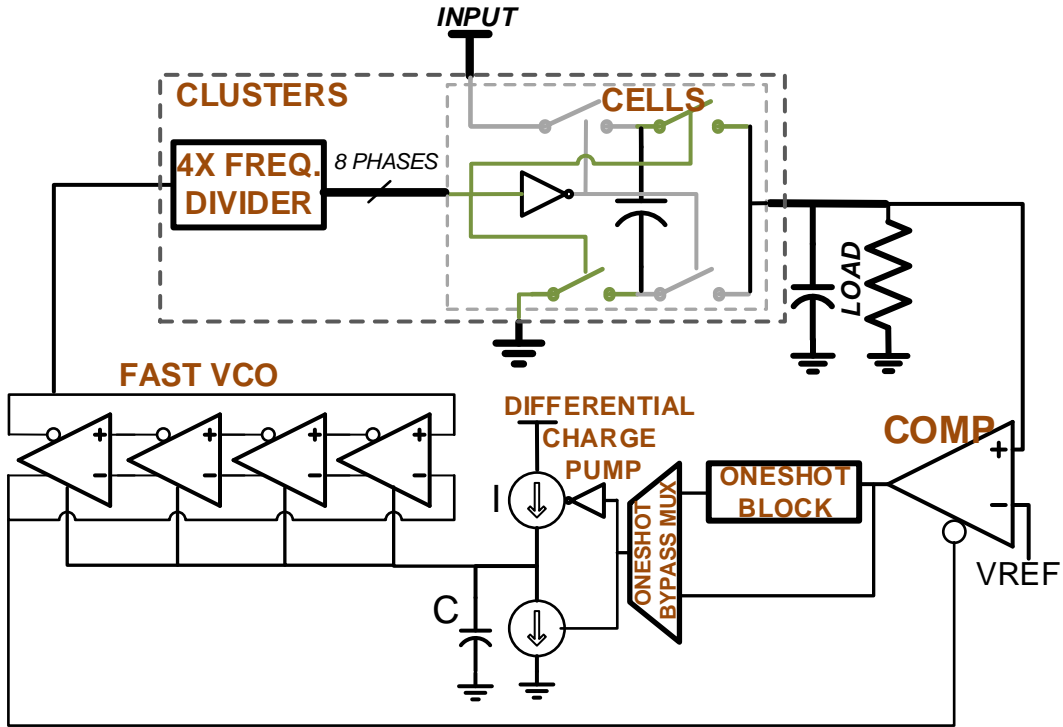 INPUT
CLUSTERS
CELLS
4X FREQ.
DIVIDER
8 PHASES
LOAD
FAST VCO
DIFFERENTIAL
CHARGE
PUMP
I
C
ONESHOT
BYPASS MUX
ONESHOT
BLOCK
COMP
VREF
+
−
+
−
+
−
+
−
+
−